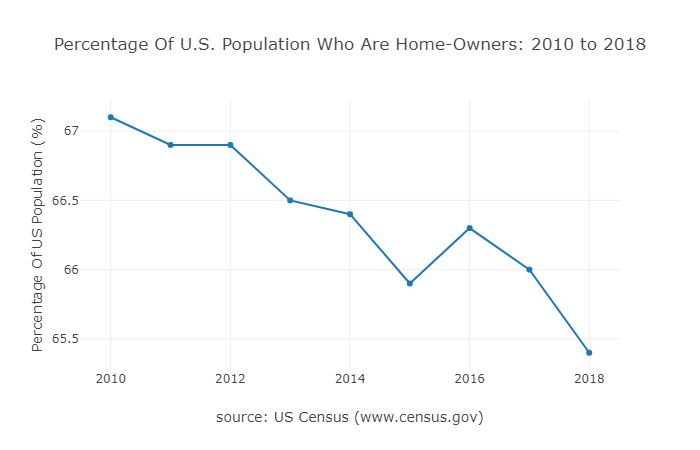 Percentage Of U.S. Population Who Are Home-Owners: 2010 to 2018
Percentage Of US Population (%)
67
66.5
66
65.5
2010 2012 2014 2016 2018
source: US Census (www.census.gov)